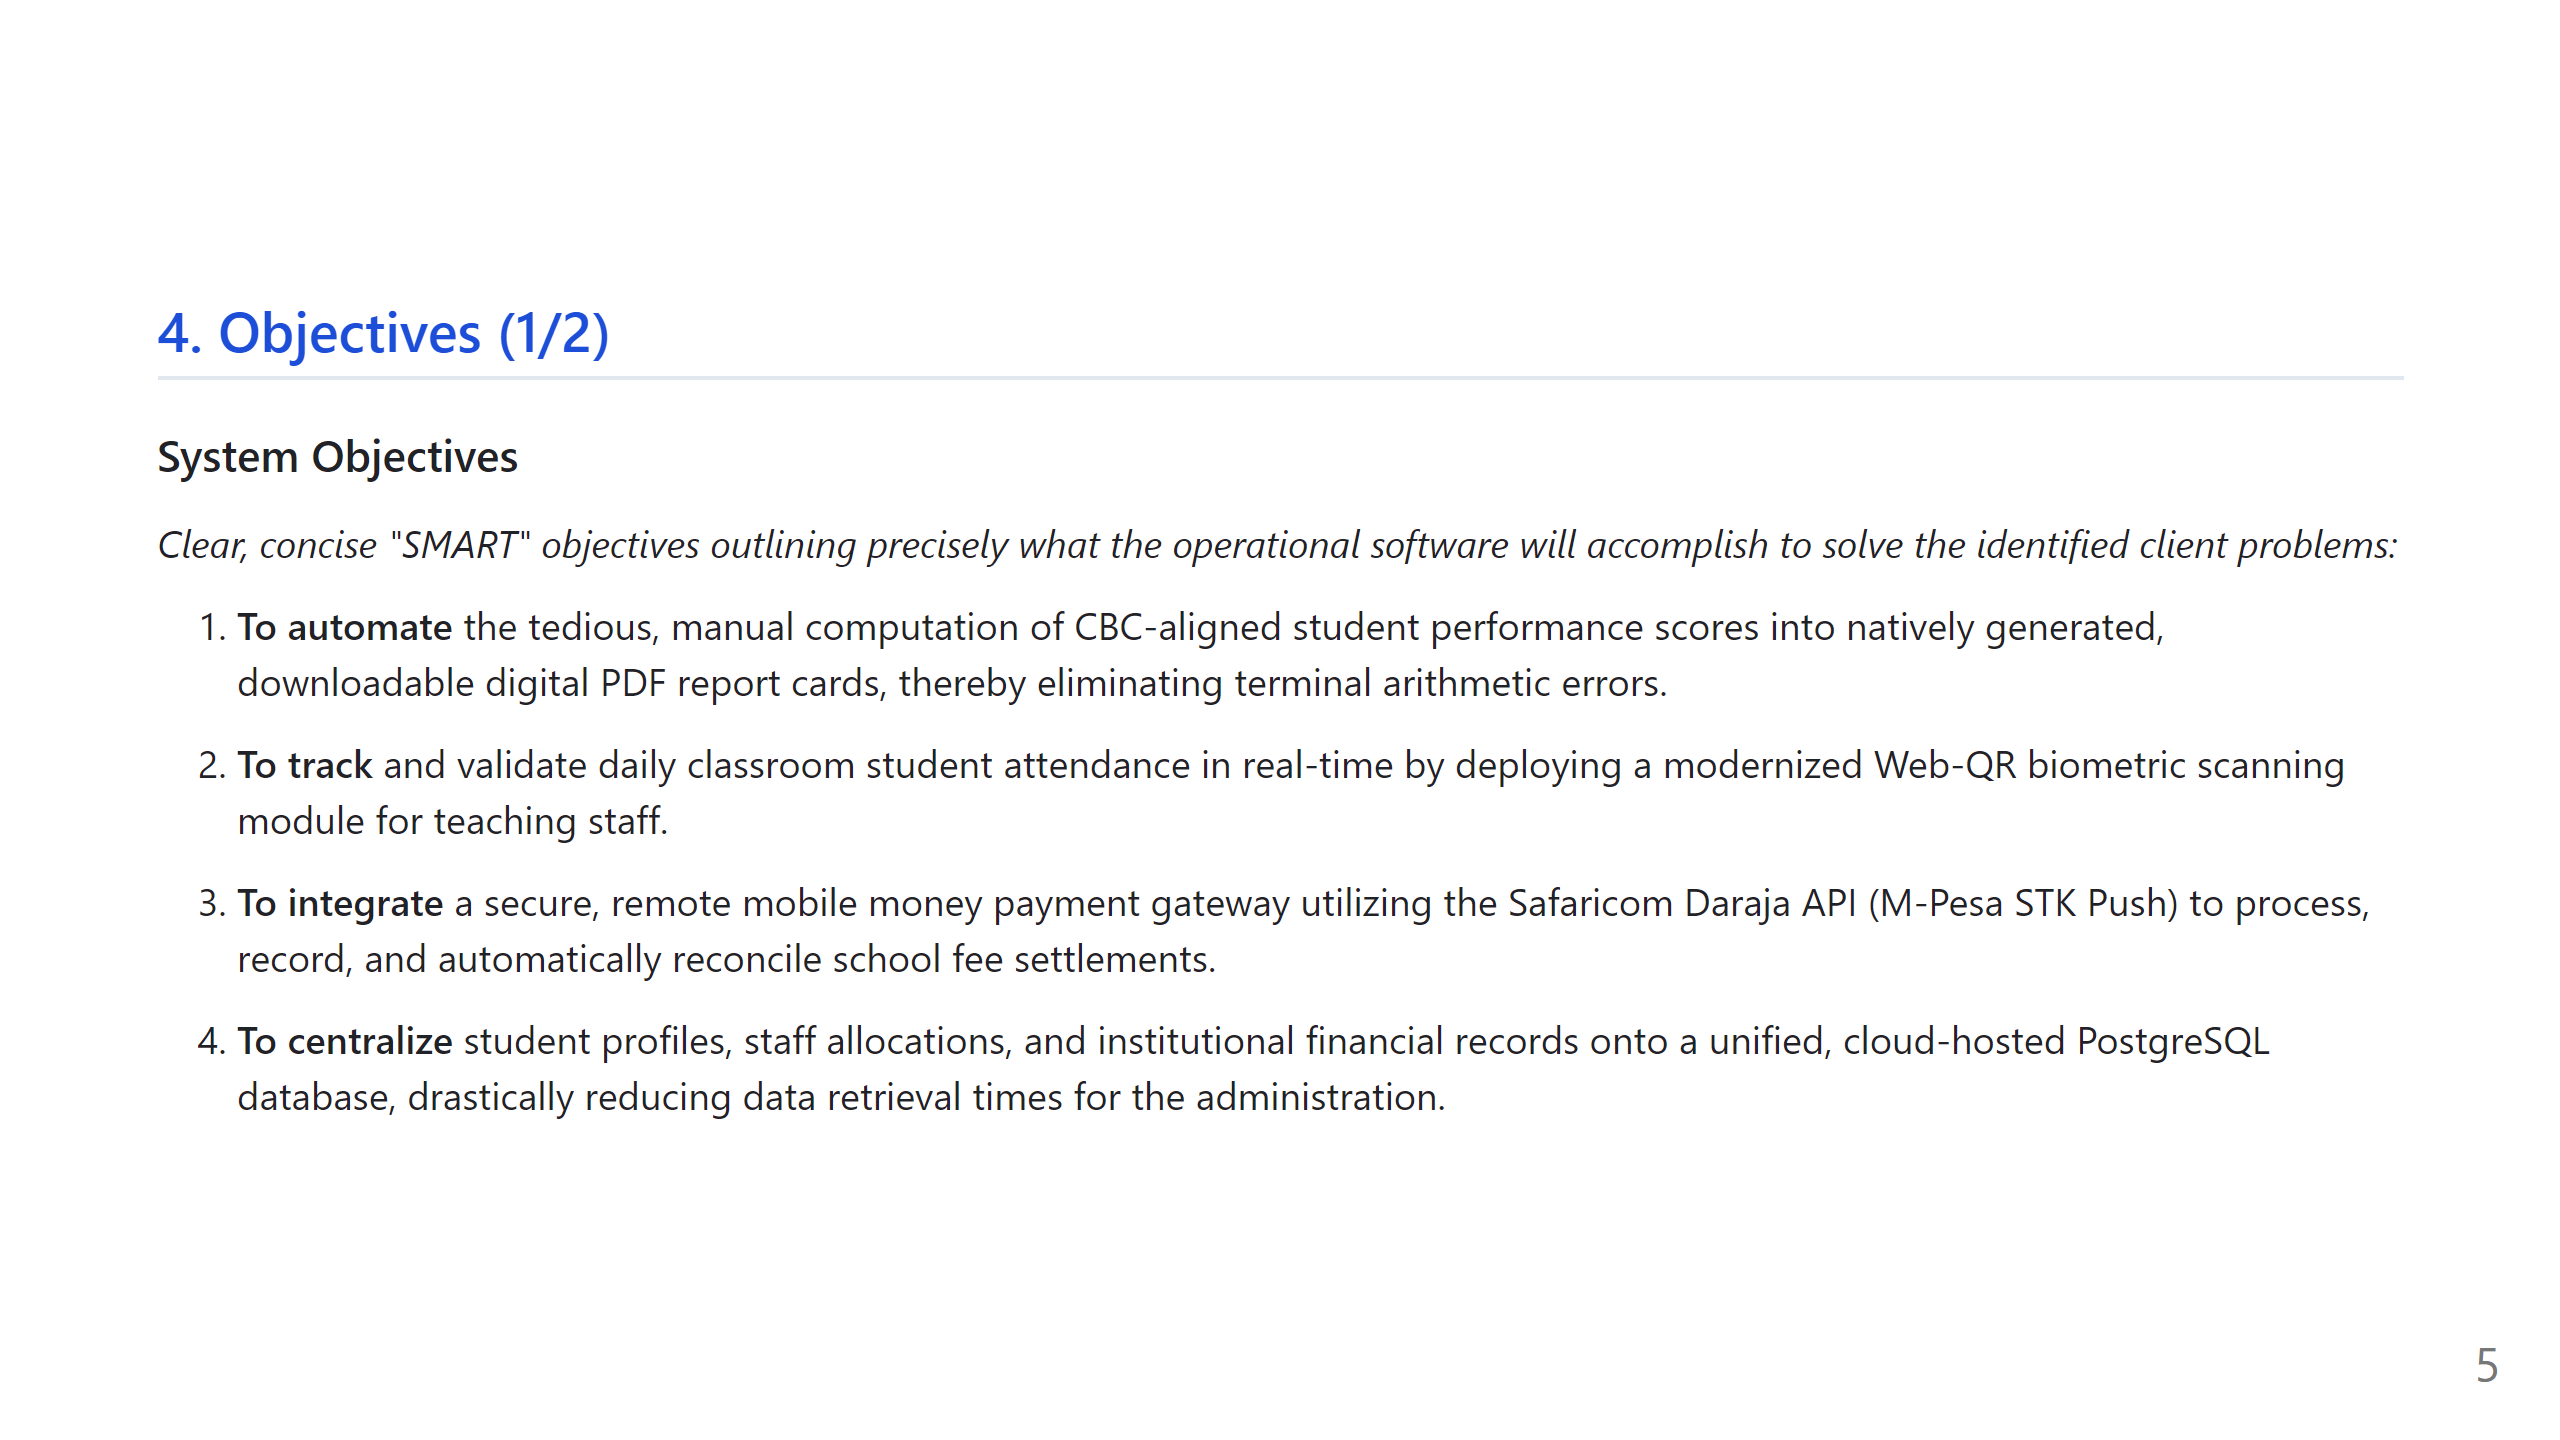 4. Objectives (1/2)
System Objectives
Clear, concise "SMART" objectives outlining precisely what the operational software will accomplish to solve the identified client problems:
1. To automate the tedious, manual computation of CBC-aligned student performance scores into natively generated,
downloadable digital PDF report cards, thereby eliminating terminal arithmetic errors.
2. To track and validate daily classroom student attendance in real-time by deploying a modernized Web-QR biometric scanning
module for teaching staff.
3. To integrate a secure, remote mobile money payment gateway utilizing the Safaricom Daraja API (M-Pesa STK Push) to process,
record, and automatically reconcile school fee settlements.
4. To centralize student profiles, staff allocations, and institutional financial records onto a unified, cloud-hosted PostgreSQL
database, drastically reducing data retrieval times for the administration.
5